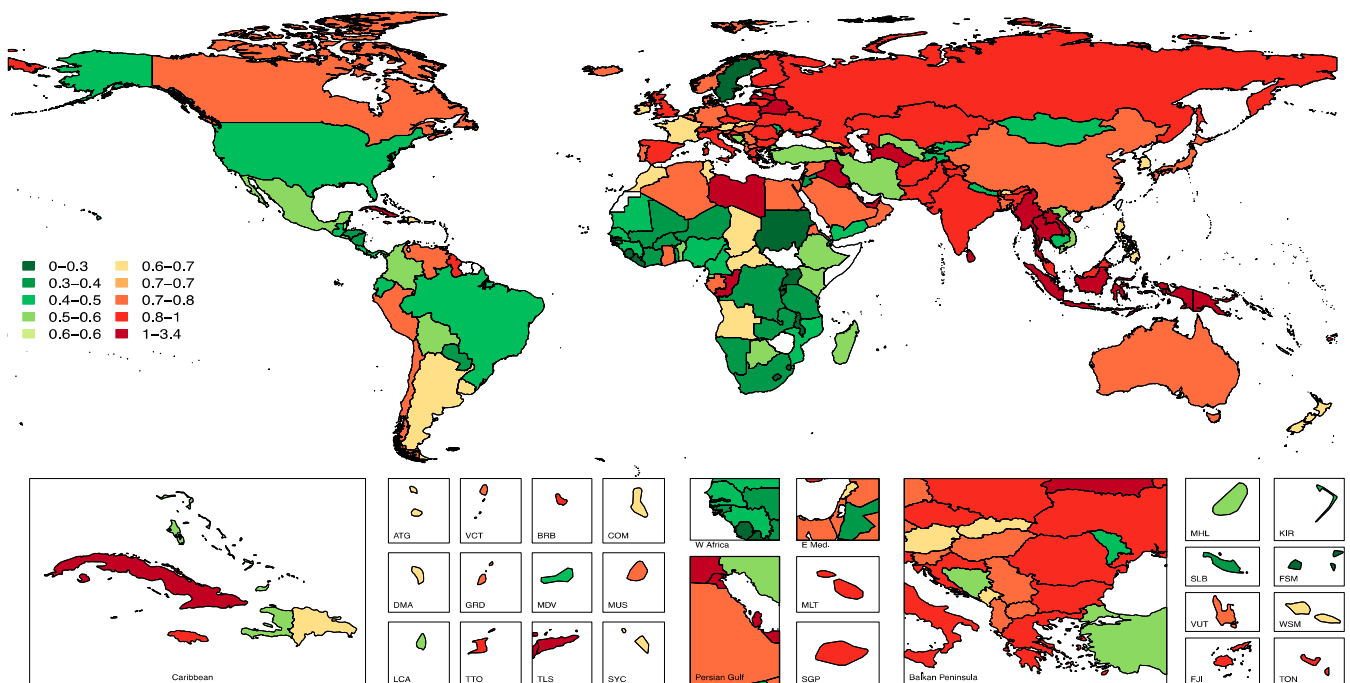 0–0.3
0.3–0.4
0.4–0.5
0.5–0.6
0.6–0.6
0.6–0.7
0.7–0.7
0.7–0.8
0.8–1
1–3.4
Caribbean
ATG
VCT
BRB
COM
DMA
GRD
MDV
MUS
LCA
TTO
TLS
SYC
W Africa
E Med.
Persian Gulf
MLT
SGP
Balkan Peninsula
MHL
KIR
SLB
FSM
VUT
WSM
FJI
TON